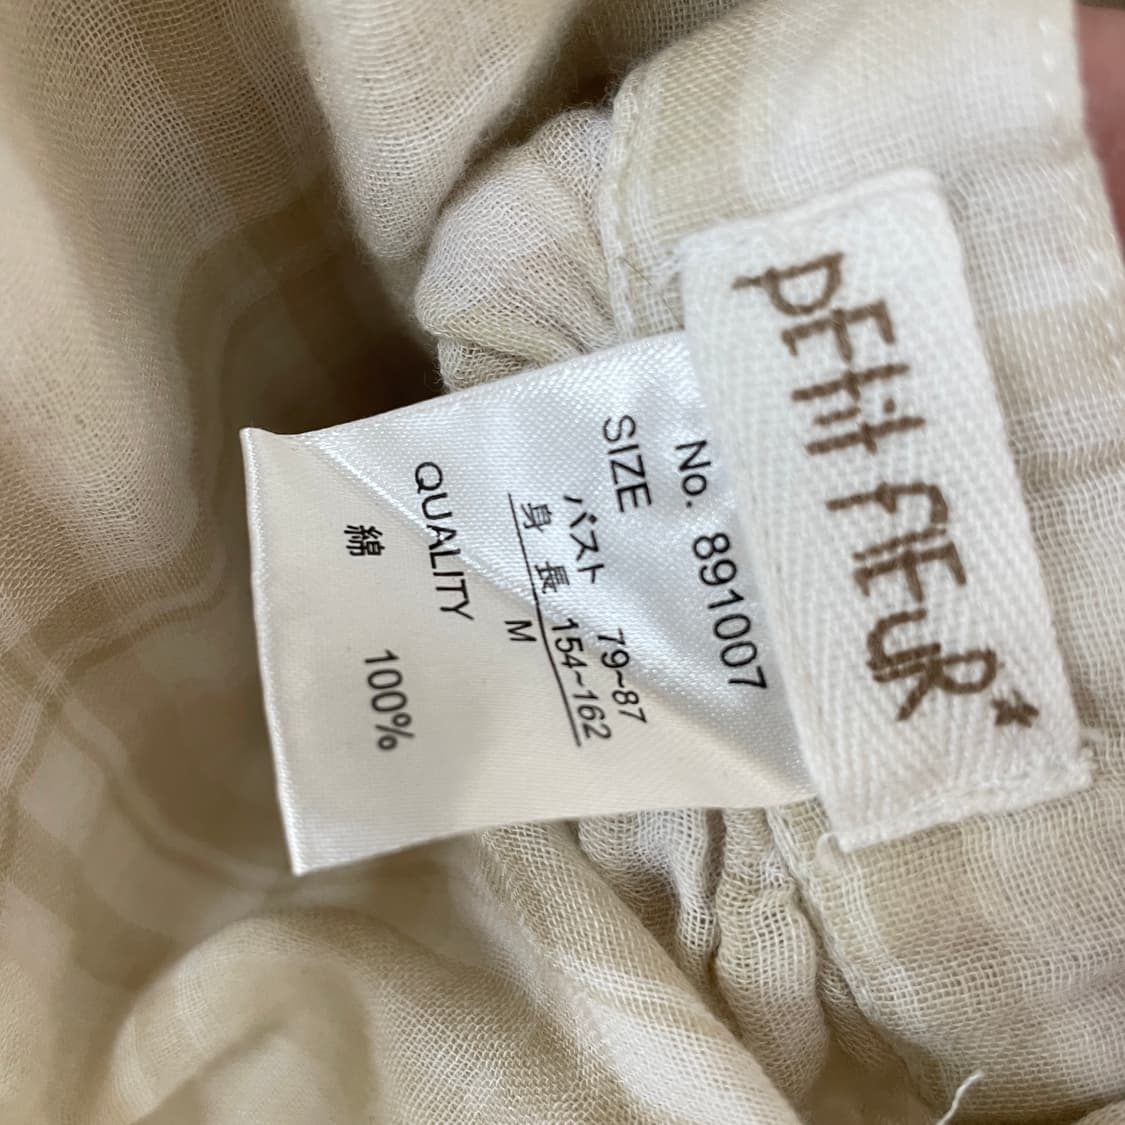 PEtit FlEuR*
No. 891007
SIZE
バスト 79~87
身長 154~162
M
QUALITY
綿 100%